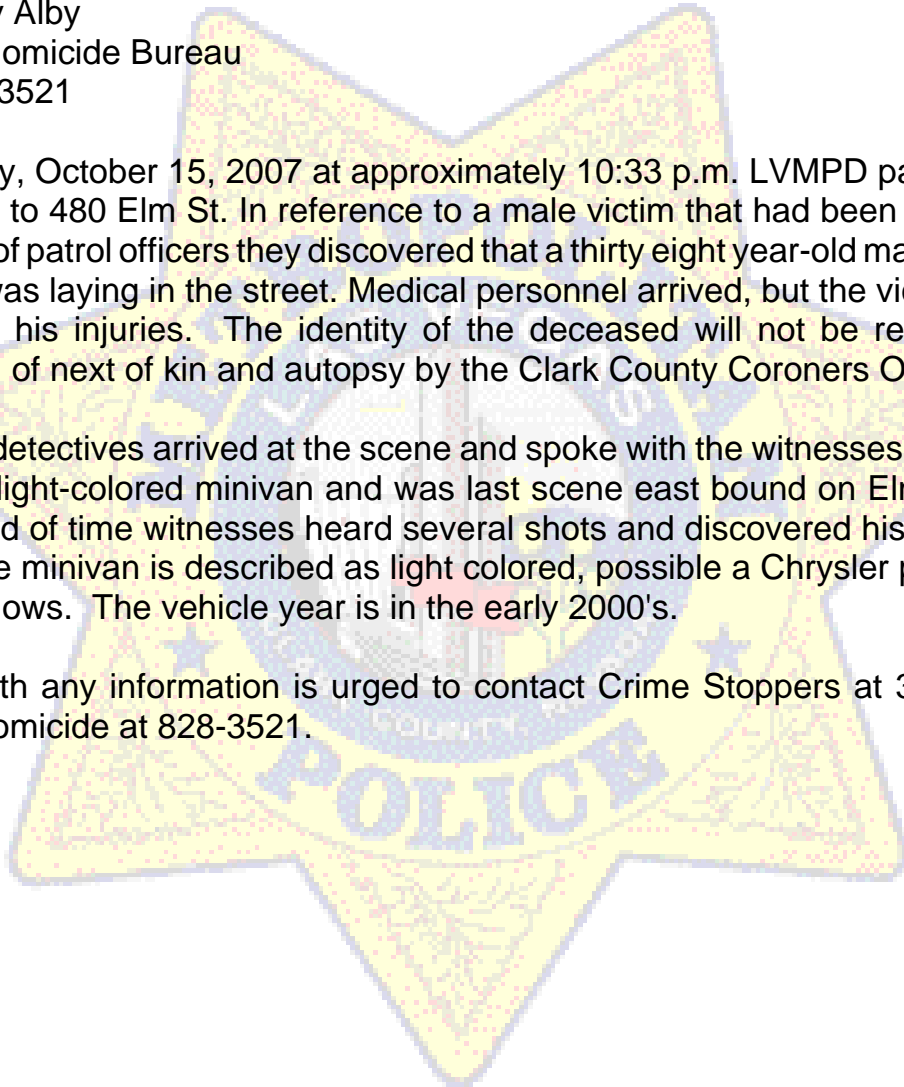 y Alby
omicide Bureau
3521
y, October 15, 2007 at approximately 10:33 p.m. LVMPD pa
to 480 Elm St. In reference to a male victim that had been
of patrol officers they discovered that a thirty eight year-old ma
was laying in the street. Medical personnel arrived, but the vic
his injuries. The identity of the deceased will not be re
of next of kin and autopsy by the Clark County Coroners O
detectives arrived at the scene and spoke with the witnesses
light-colored minivan and was last scene east bound on Elm
d of time witnesses heard several shots and discovered his
e minivan is described as light colored, possible a Chrysler p
ows. The vehicle year is in the early 2000's.
th any information is urged to contact Crime Stoppers at 3
omicide at 828-3521.
METROPOLITAN
LAS VEGAS
COUNTY
POLICE